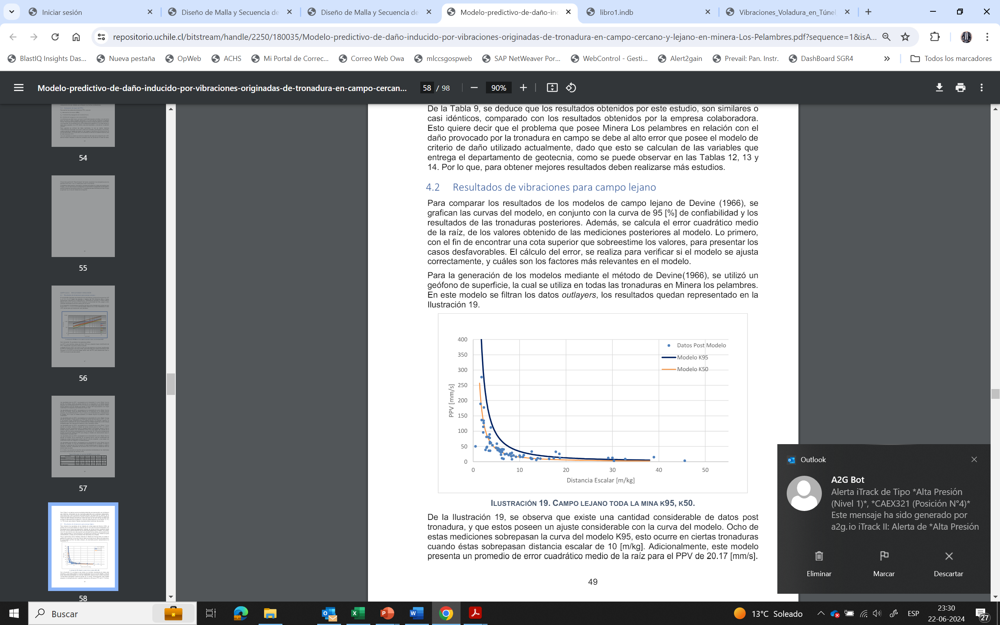 Iniciar sesión
Diseño de Malla y Secuencia de
Diseño de Malla y Secuencia de
Modelo-predictivo-de-daño-inc
libro1.indb
Vibraciones_Voladura_en_Túnel
repositorio.uchile.cl/bitstream/handle/2250/180035/Modelo-predictivo-de-daño-inducido-por-vibraciones-originadas-de-tronadura-en-campo-cercano-y-lejano-en-minera-Los-Pelambres.pdf?sequence=1&isA...
BlastIQ Insights Das...
Nueva pestaña
OpWeb
ACHS
Mi Portal de Correc...
Correo Web Owa
mlccsgospweb
SAP NetWeaver Por...
WebControl - Gesti...
Alert2gain
Prevail: Pan. Instr.
DashBoard SGR4
»
Todos los marcadores
Modelo-predictivo-de-daño-inducido-por-vibraciones-originadas-de-tronadura-en-campo-cercan...
58 / 98
90%
54
55
56
57
58
De la Tabla 9, se deduce que los resultados obtenidos por este estudio, son similares o
casi idénticos, comparado con los resultados obtenidos por la empresa colaboradora.
Esto quiere decir que el problema que posee Minera Los pelambres en relación con el
daño provocado por la tronadura en campo se debe al alto error que posee el modelo de
criterio de daño utilizado actualmente, dado que esto se calculan de las variables que
entrega el departamento de geotecnia, como se puede observar en las Tablas 12, 13 y
14. Por lo que, para obtener mejores resultados deben realizarse más estudios.
4.2 Resultados de vibraciones para campo lejano
Para comparar los resultados de los modelos de campo lejano de Devine (1966), se
grafican las curvas del modelo, en conjunto con la curva de 95 [%] de confiabilidad y los
resultados de las tronaduras posteriores. Además, se calcula el error cuadrático medio
de la raíz, de los valores obtenido de las mediciones posteriores al modelo. Lo primero,
con el fin de encontrar una cota superior que sobreestime los valores, para presentar los
casos desfavorables. El cálculo del error, se realiza para verificar si el modelo se ajusta
correctamente, y cuáles son los factores más relevantes en el modelo.
Para la generación de los modelos mediante el método de Devine(1966), se utilizó un
geófono de superficie, la cual se utiliza en todas las tronaduras en Minera los pelambres.
En este modelo se filtran los datos outlayers, los resultados quedan representado en la
Ilustración 19.
400
350
300
250
200
150
100
50
0
PPV [mm/s]
Datos Post Modelo
Modelo K95
Modelo K50
0 10 20 30 40 50
Distancia Escalar [m/kg]
ILUSTRACIÓN 19. CAMPO LEJANO TODA LA MINA K95, K50.
De la Ilustración 19, se observa que existe una cantidad considerable de datos post
tronadura, y que estos poseen un ajuste considerable con la curva del modelo. Ocho de
estas mediciones sobrepasan la curva del modelo K95, esto ocurre en ciertas tronaduras
cuando éstas sobrepasan distancia escalar de 10 [m/kg]. Adicionalmente, este modelo
presenta un promedio de error cuadrático medio de la raíz para el PPV de 20.17 [mm/s].
49
Outlook
A2G Bot
Alerta iTrack de Tipo *Alta Presión
(Nivel 1)*, *CAEX321 (Posición N°4)*
Este mensaje ha sido generado por
a2g.io iTrack II: Alerta de *Alta Presión
Eliminar
Marcar
Descartar
Buscar
13°C Soleado
ESP
23:30
22-06-2024
27